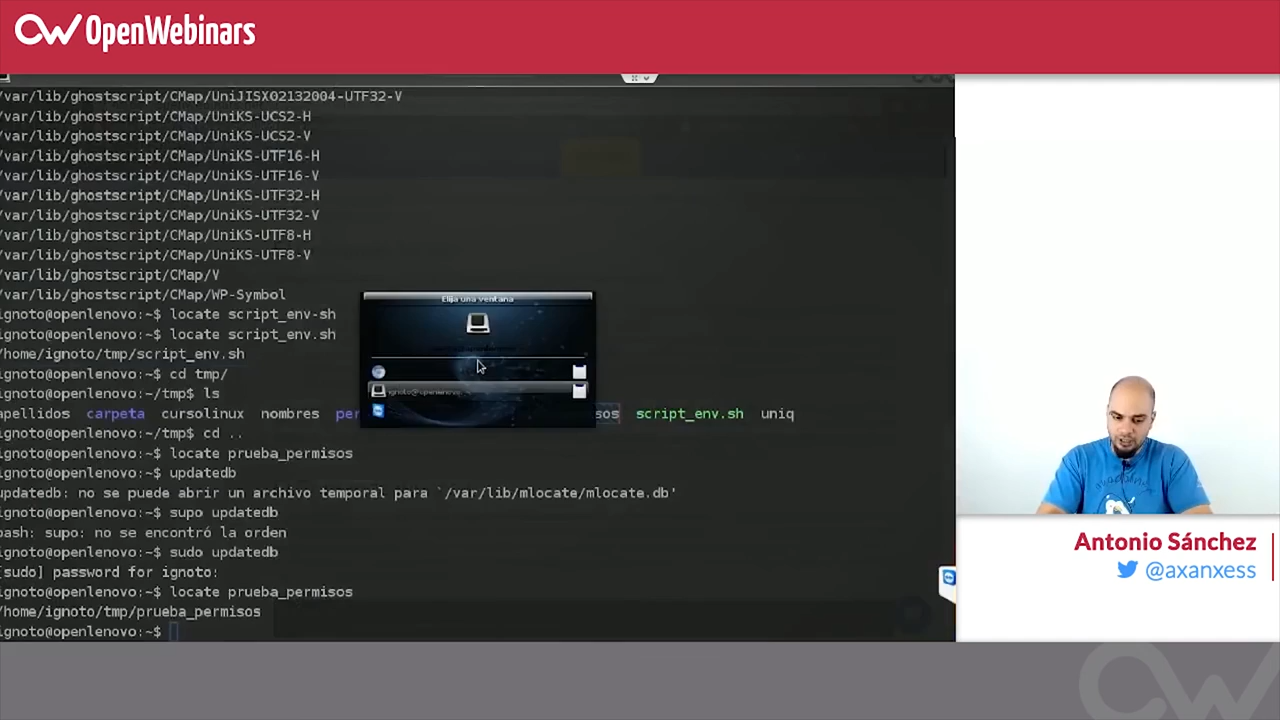 OpenWebinars
/var/lib/ghostscript/CMap/UniJISX02132004-UTF32-V
/var/lib/ghostscript/CMap/UniKS-UCS2-H
/var/lib/ghostscript/CMap/UniKS-UCS2-V
/var/lib/ghostscript/CMap/UniKS-UTF16-H
/var/lib/ghostscript/CMap/UniKS-UTF16-V
/var/lib/ghostscript/CMap/UniKS-UTF32-H
/var/lib/ghostscript/CMap/UniKS-UTF32-V
/var/lib/ghostscript/CMap/UniKS-UTF8-H
/var/lib/ghostscript/CMap/UniKS-UTF8-V
/var/lib/ghostscript/CMap/V
/var/lib/ghostscript/CMap/WP-Symbol
ignoto@openlenovo:~$ locate script_env-sh
ignoto@openlenovo:~$ locate script_env.sh
/home/ignoto/tmp/script_env.sh
ignoto@openlenovo:~$ cd tmp/
ignoto@openlenovo:~/tmp$ ls
apellidos carpeta cursolinux nombres per sos script_env.sh uniq
ignoto@openlenovo:~/tmp$ cd ..
ignoto@openlenovo:~$ locate prueba_permisos
ignoto@openlenovo:~$ updatedb
updatedb: no se puede abrir un archivo temporal para `/var/lib/mlocate/mlocate.db'
ignoto@openlenovo:~$ supo updatedb
bash: supo: no se encontró la orden
ignoto@openlenovo:~$ sudo updatedb
[sudo] password for ignoto:
ignoto@openlenovo:~$ locate prueba_permisos
/home/ignoto/tmp/prueba_permisos
ignoto@openlenovo:~$
Elija una ventana
ignoto@openlenovo
Antonio Sánchez
@axanxess